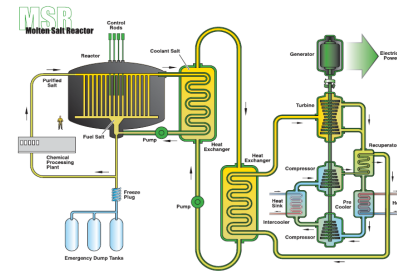 MSR
Molten Salt Reactor
Control
Rods
Reactor
Coolant Salt
Purified
Salt
Fuel Salt
Pump
Heat
Exchanger
Chemical
Processing
Plant
Freeze
Plug
Emergency Dump Tanks
Pump
Heat
Exchanger
Generator
Electric
Power
Turbine
Recuperato
Compressor
Heat
Sink
Pre
Cooler
He
Intercooler
Compressor